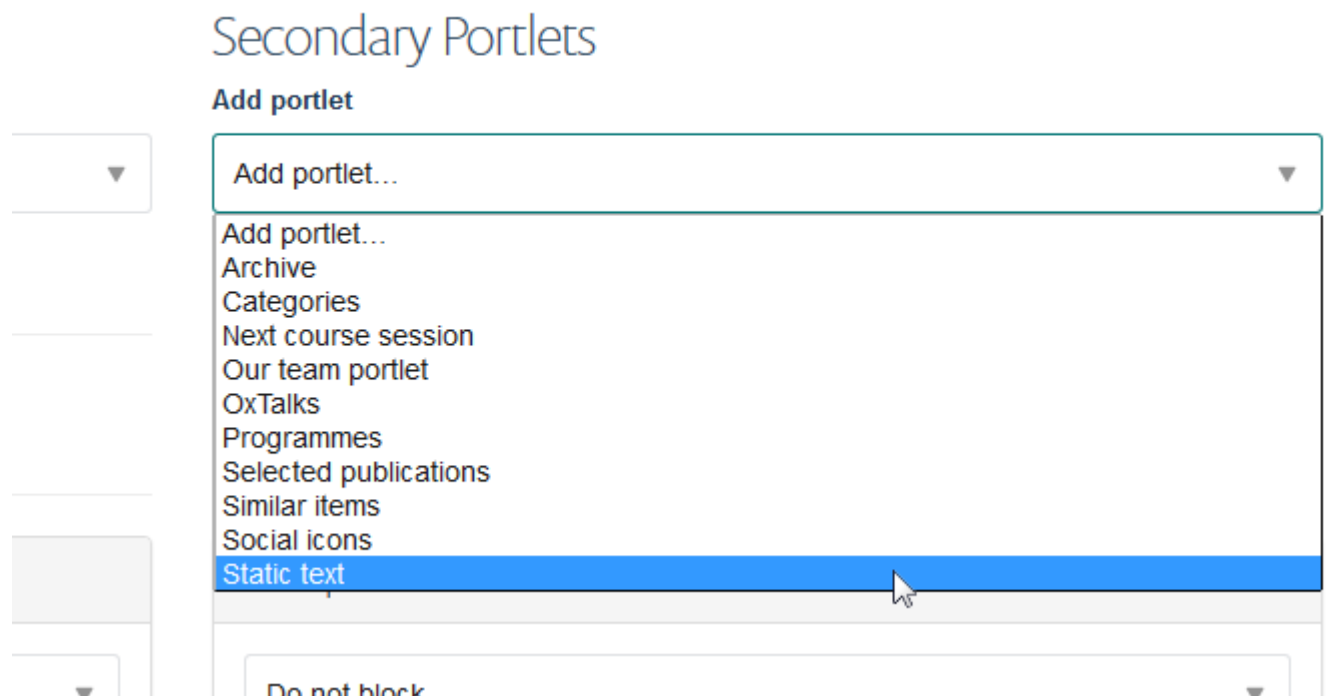 Secondary Portlets
Add portlet
Add portlet...
Add portlet...
Archive
Categories
Next course session
Our team portlet
OxTalks
Programmes
Selected publications
Similar items
Social icons
Static text
Do not block